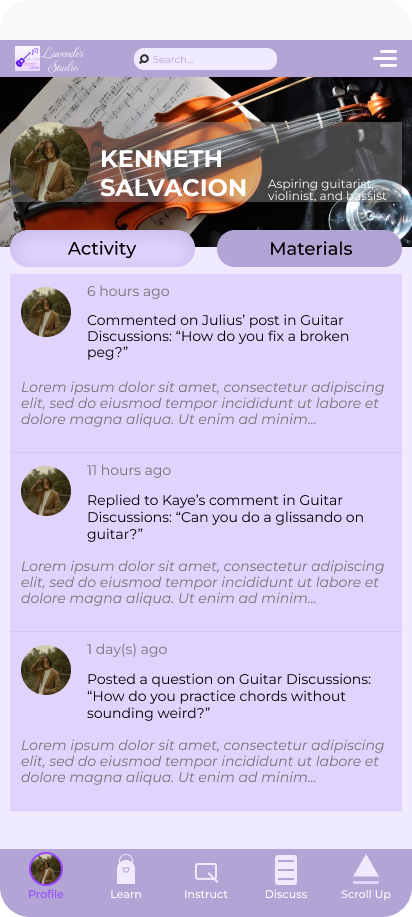 Lavender
Studio
Search...
KENNETH
SALVACION
Aspiring guitarist,
violinist, and bassist
Activity
Materials
6 hours ago
Commented on Julius’ post in Guitar
Discussions: “How do you fix a broken
peg?”
Lorem ipsum dolor sit amet, consectetur adipiscing
elit, sed do eiusmod tempor incididunt ut labore et
dolore magna aliqua. Ut enim ad minim...
11 hours ago
Replied to Kaye’s comment in Guitar
Discussions: “Can you do a glissando on
guitar?”
Lorem ipsum dolor sit amet, consectetur adipiscing
elit, sed do eiusmod tempor incididunt ut labore et
dolore magna aliqua. Ut enim ad minim...
1 day(s) ago
Posted a question on Guitar Discussions:
“How do you practice chords without
sounding weird?”
Lorem ipsum dolor sit amet, consectetur adipiscing
elit, sed do eiusmod tempor incididunt ut labore et
dolore magna aliqua. Ut enim ad minim...
Profile
Learn
Instruct
Discuss
Scroll Up